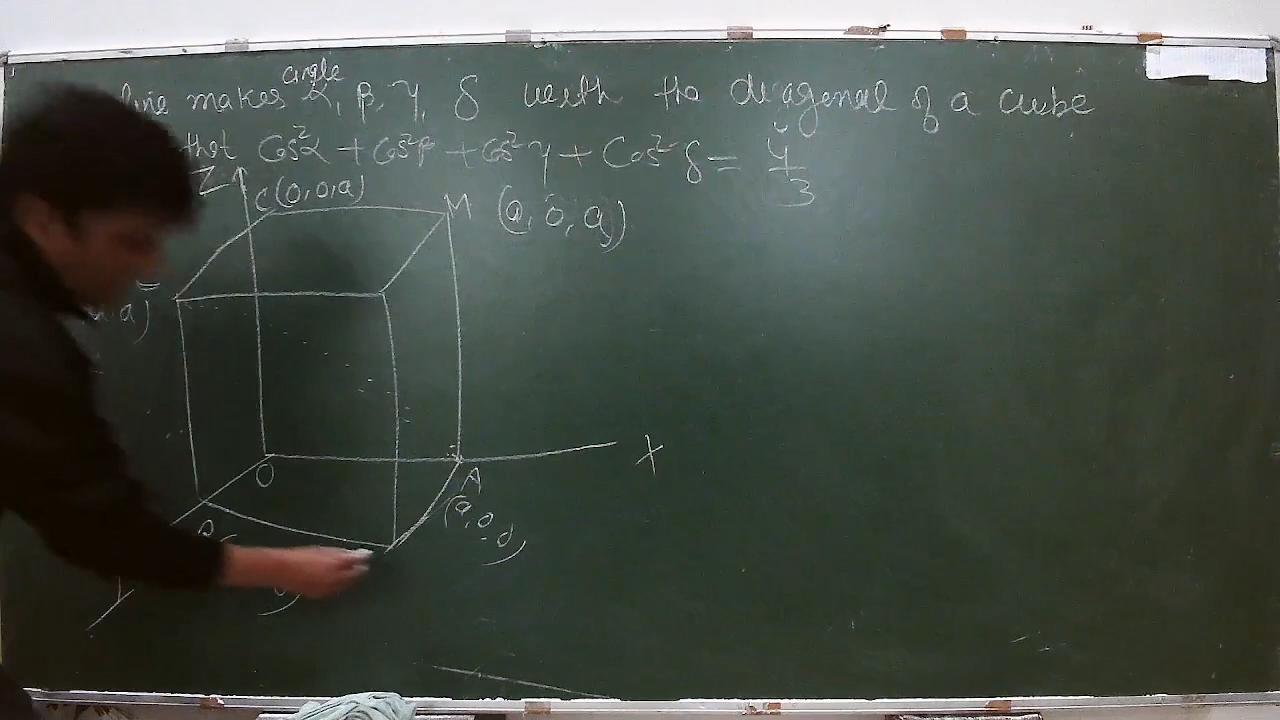 angle
line makes α, β, γ, δ with the diagonal of a cube
that Cos²α + Cos²β + Cos²γ + Cos²δ = 4/3
Z
C(0,0,a)
M (a, 0, a)
a)
X
O
A
(a, 0, 0)
Y